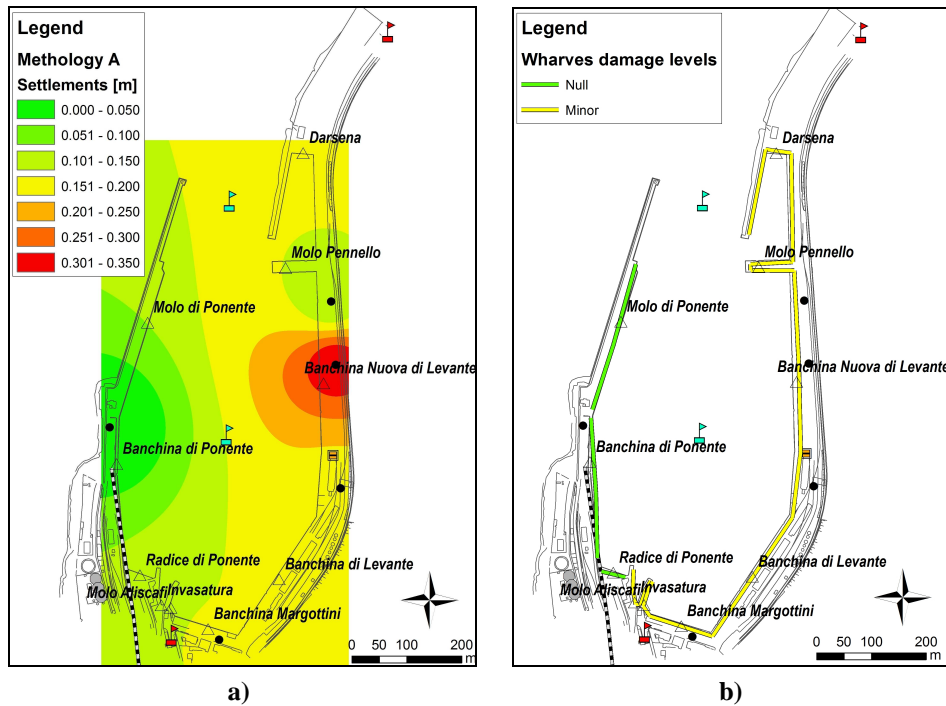 Legend
Methology A
Settlements [m]
0.000 - 0.050
0.051 - 0.100
0.101 - 0.150
0.151 - 0.200
0.201 - 0.250
0.251 - 0.300
0.301 - 0.350
Darsena
Molo Pennello
Molo di Ponente
Banchina Nuova di Levante
Banchina di Ponente
Radice di Ponente
Banchina di Levante
Molo Aliscafi
Invasatura
Banchina Margottini
0 50 100 200
m
a)
Legend
Wharves damage levels
Null
Minor
Darsena
Molo Pennello
Molo di Ponente
Banchina Nuova di Levante
Banchina di Ponente
Radice di Ponente
Banchina di Levante
Molo Aliscafi
Invasatura
Banchina Margottini
0 50 100 200
m
b)